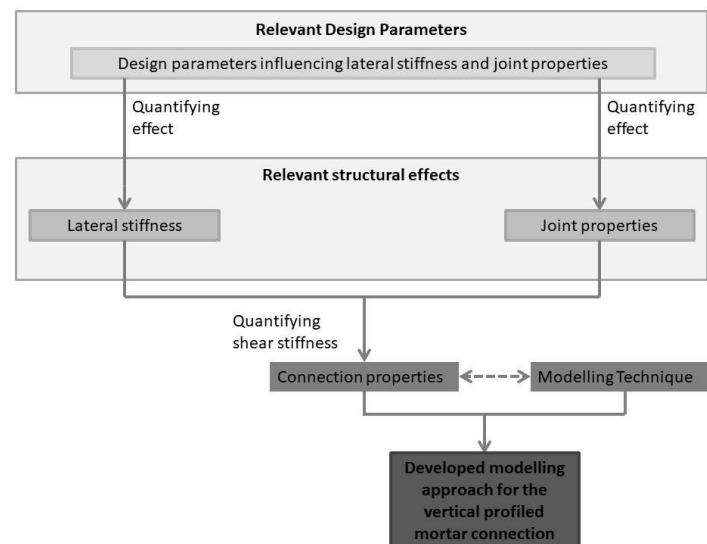 Relevant Design Parameters
Design parameters influencing lateral stiffness and joint properties
Quantifying
effect
Quantifying
effect
Relevant structural effects
Lateral stiffness
Joint properties
Quantifying
shear stiffness
Connection properties
Modelling Technique
Developed modelling
approach for the
vertical profiled
mortar connection